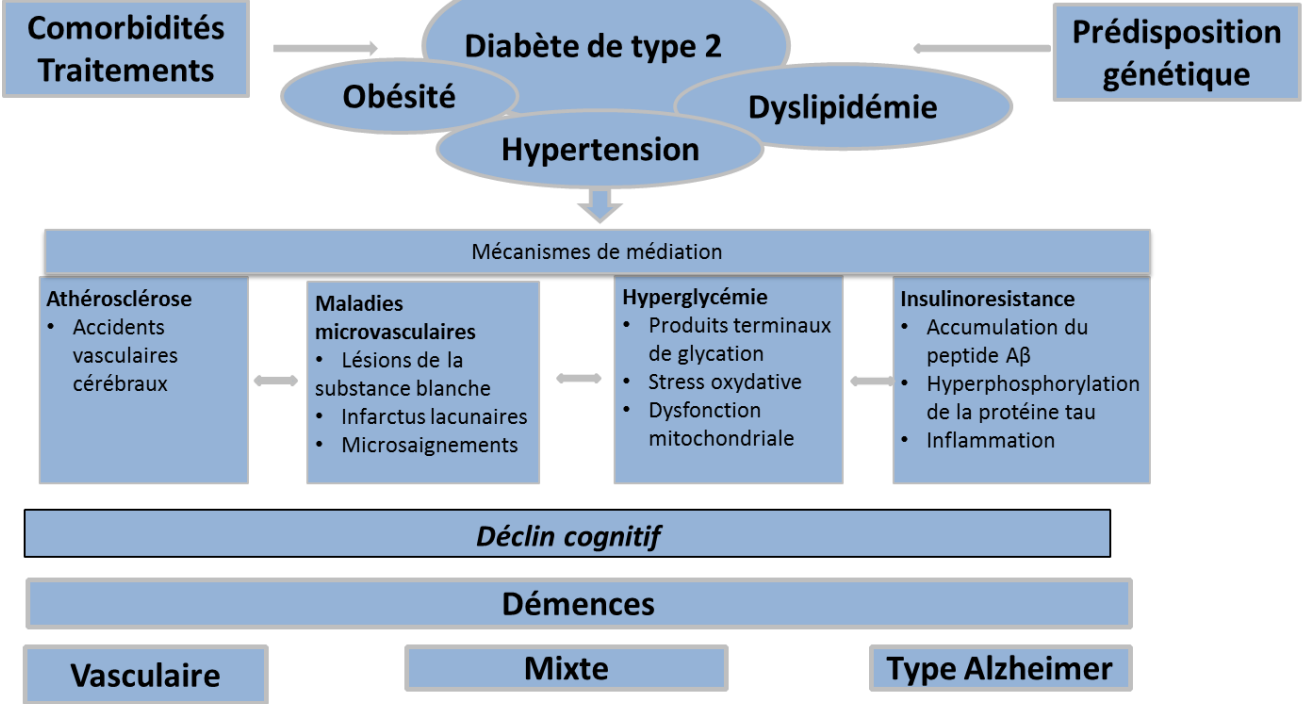 Comorbidités
Traitements
Diabète de type 2
Prédisposition
génétique
Obésité
Dyslipidémie
Hypertension
Mécanismes de médiation
Athérosclérose
• Accidents
vasculaires
cérébraux
Maladies
microvasculaires
• Lésions de la
substance blanche
• Infarctus lacunaires
• Microsaignements
Hyperglycémie
• Produits terminaux
de glycation
• Stress oxydative
• Dysfonction
mitochondriale
Insulinoresistance
• Accumulation du
peptide Aβ
• Hyperphosphorylation
de la protéine tau
• Inflammation
Déclin cognitif
Démences
Vasculaire
Mixte
Type Alzheimer